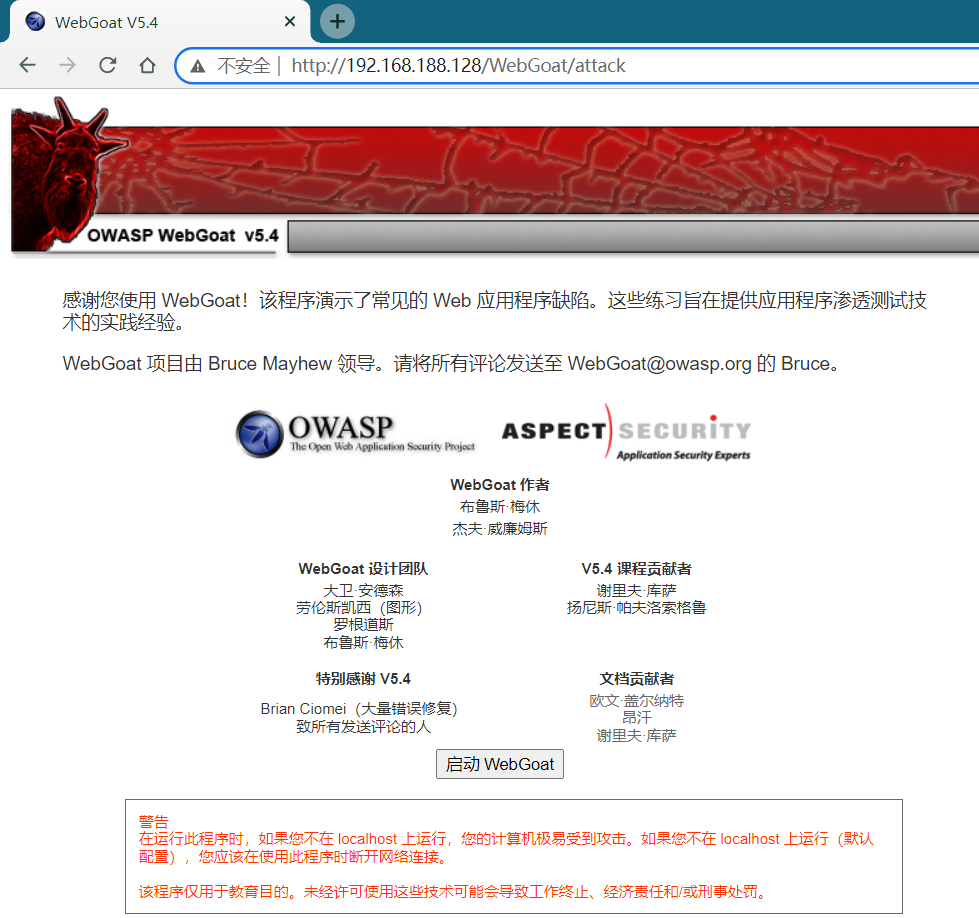 WebGoat V5.4
不安全 | http://192.168.188.128/WebGoat/attack
OWASP WebGoat v5.4
感谢您使用 WebGoat！该程序演示了常见的 Web 应用程序缺陷。这些练习旨在提供应用程序渗透测试技
术的实践经验。
WebGoat 项目由 Bruce Mayhew 领导。请将所有评论发送至 WebGoat@owasp.org 的 Bruce。
OWASP
The Open Web Application Security Project
ASPECT SECURITY
Application Security Experts
WebGoat 作者
布鲁斯·梅休
杰夫·威廉姆斯
WebGoat 设计团队
大卫·安德森
劳伦斯凯西（图形）
罗根道斯
布鲁斯·梅休
V5.4 课程贡献者
谢里夫·库萨
扬尼斯·帕夫洛索格鲁
特别感谢 V5.4
Brian Ciomei（大量错误修复）
致所有发送评论的人
文档贡献者
欧文·盖尔纳特
昂汗
谢里夫·库萨
启动 WebGoat
警告
在运行此程序时，如果您不在 localhost 上运行，您的计算机极易受到攻击。如果您不在 localhost 上运行（默认
配置），您应该在使用此程序时断开网络连接。
该程序仅用于教育目的。未经许可使用这些技术可能会导致工作终止、经济责任和/或刑事处罚。